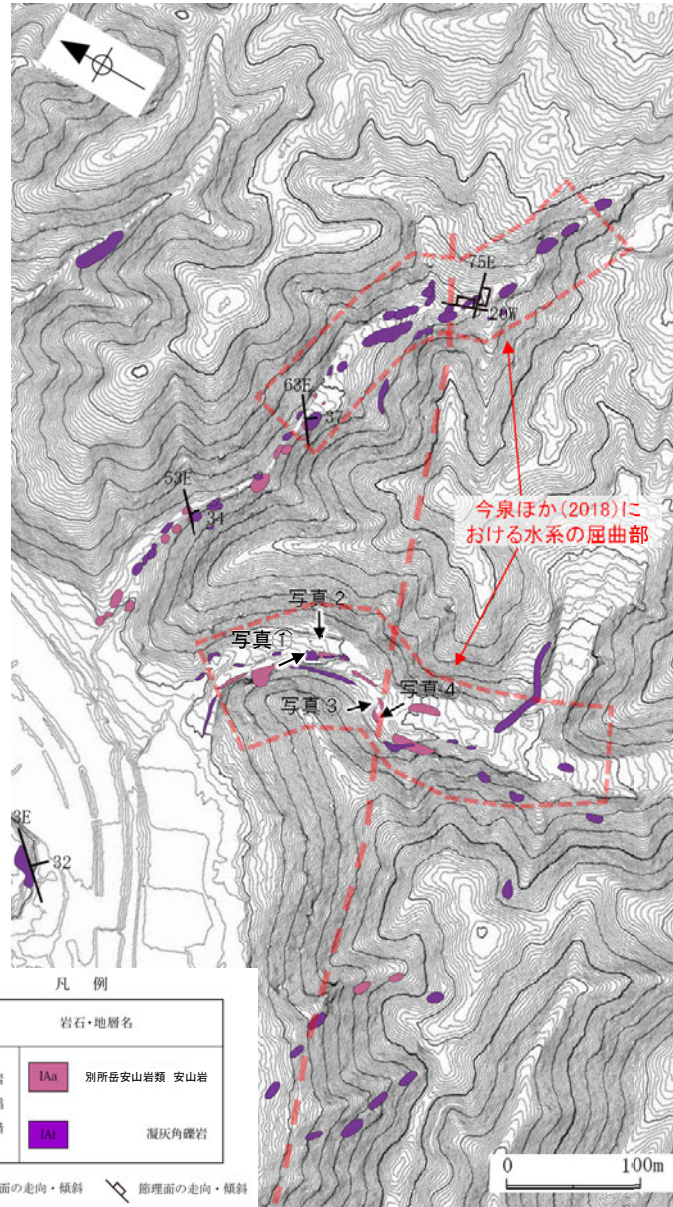 75E
20W
63E
37
53E
34
今泉ほか(2018)に
おける水系の屈曲部
写真2
写真①
写真4
写真3
3E
32
凡 例
岩石・地層名
IAa 別所岳安山岩類 安山岩
IAt 凝灰角礫岩
面の走向・傾斜 節理面の走向・傾斜
0 100m